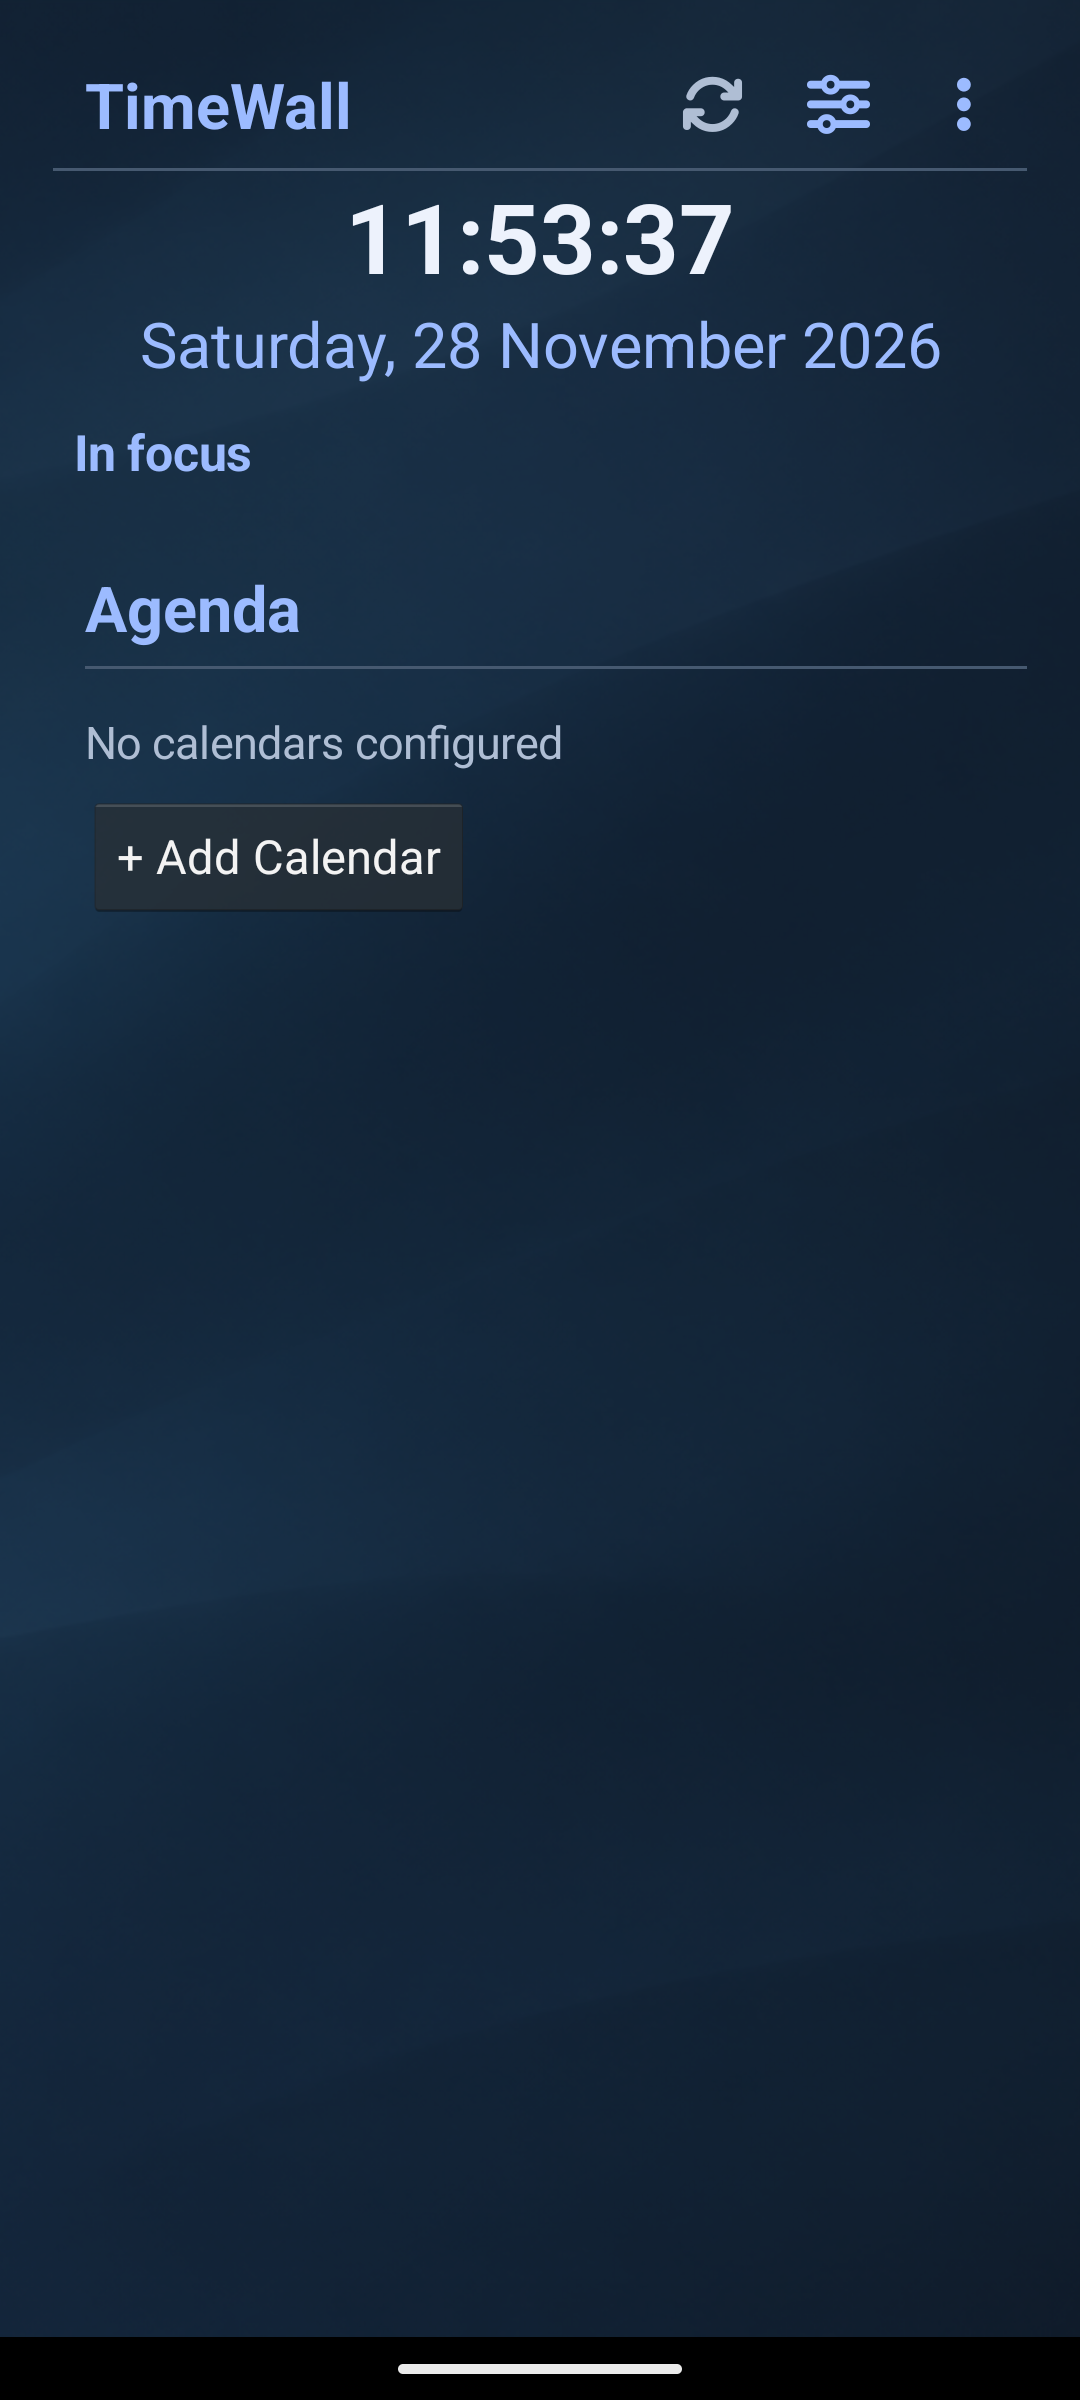 TimeWall
11:53:37
Saturday, 28 November 2026
In focus
Agenda
No calendars configured
+ Add Calendar